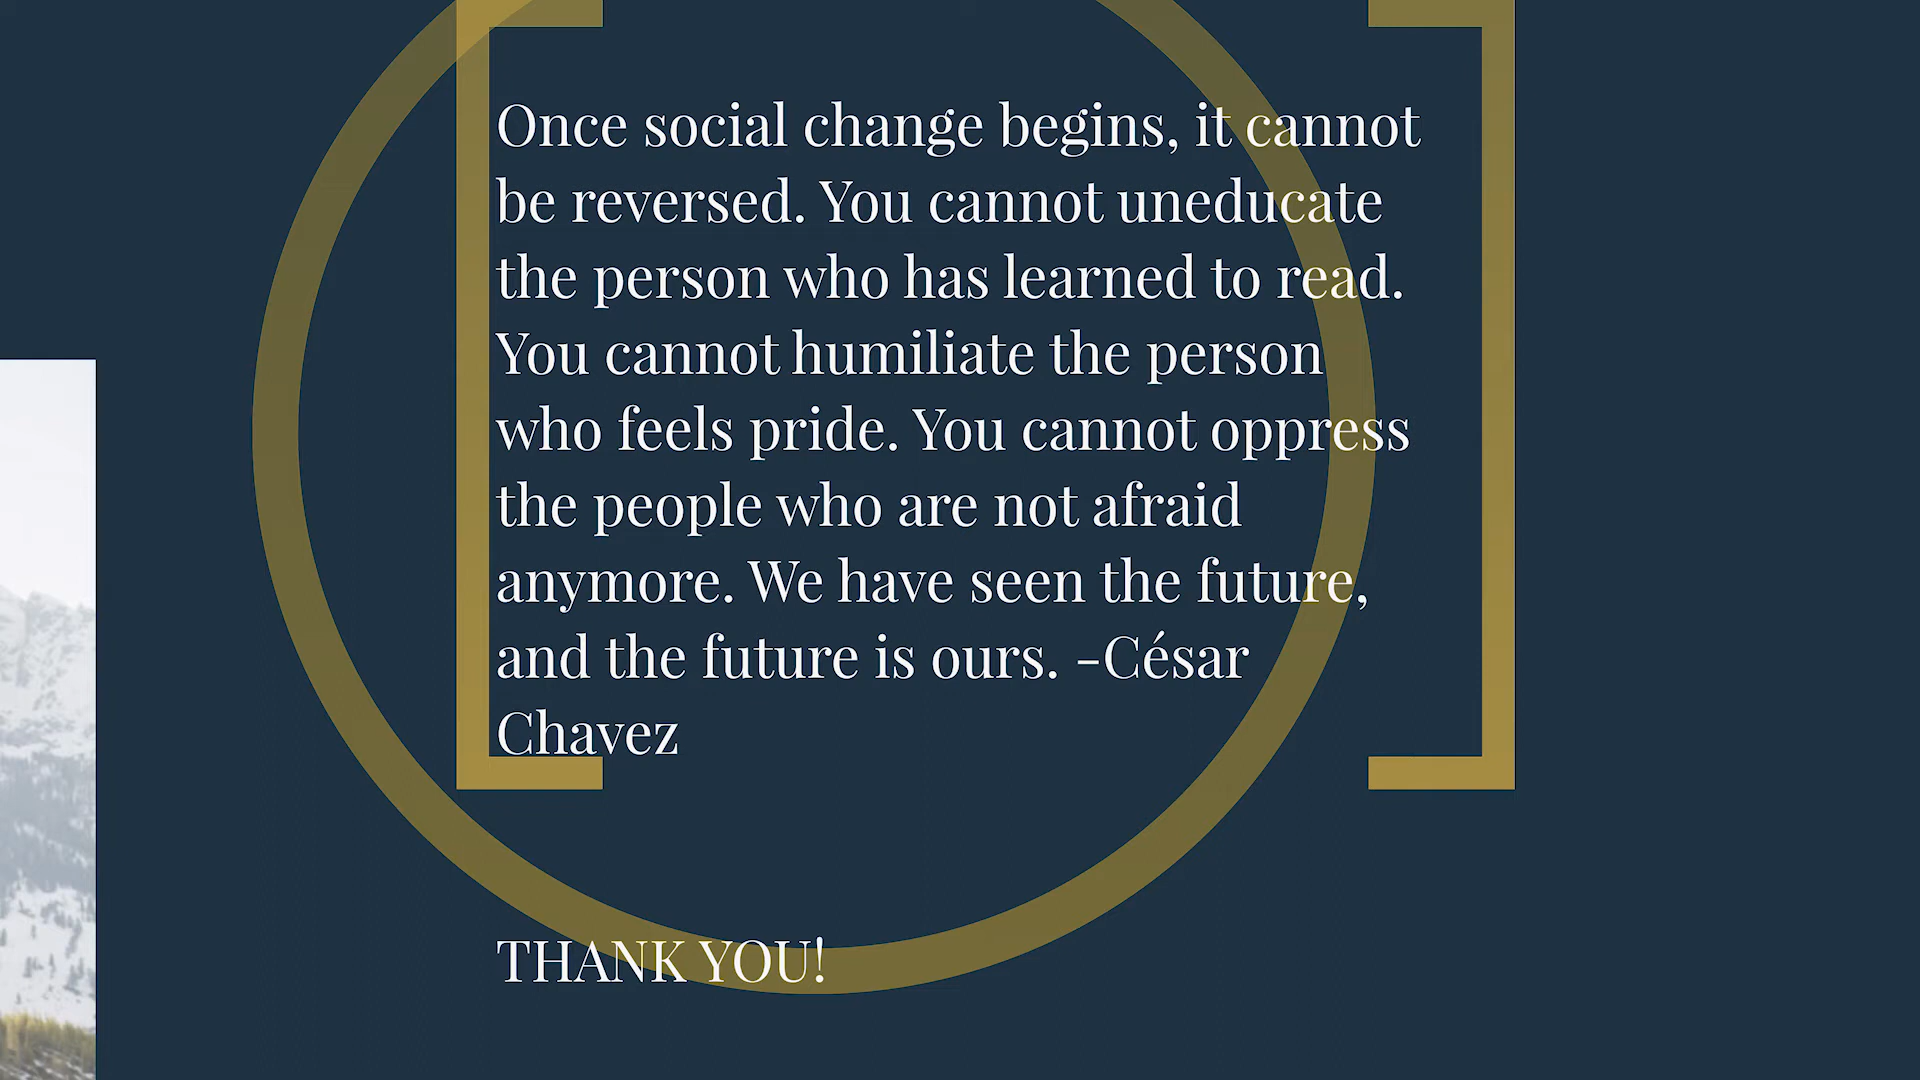 Once social change begins, it cannot
be reversed. You cannot uneducate
the person who has learned to read.
You cannot humiliate the person
who feels pride. You cannot oppress
the people who are not afraid
anymore. We have seen the future,
and the future is ours. -César
Chavez
THANK YOU!